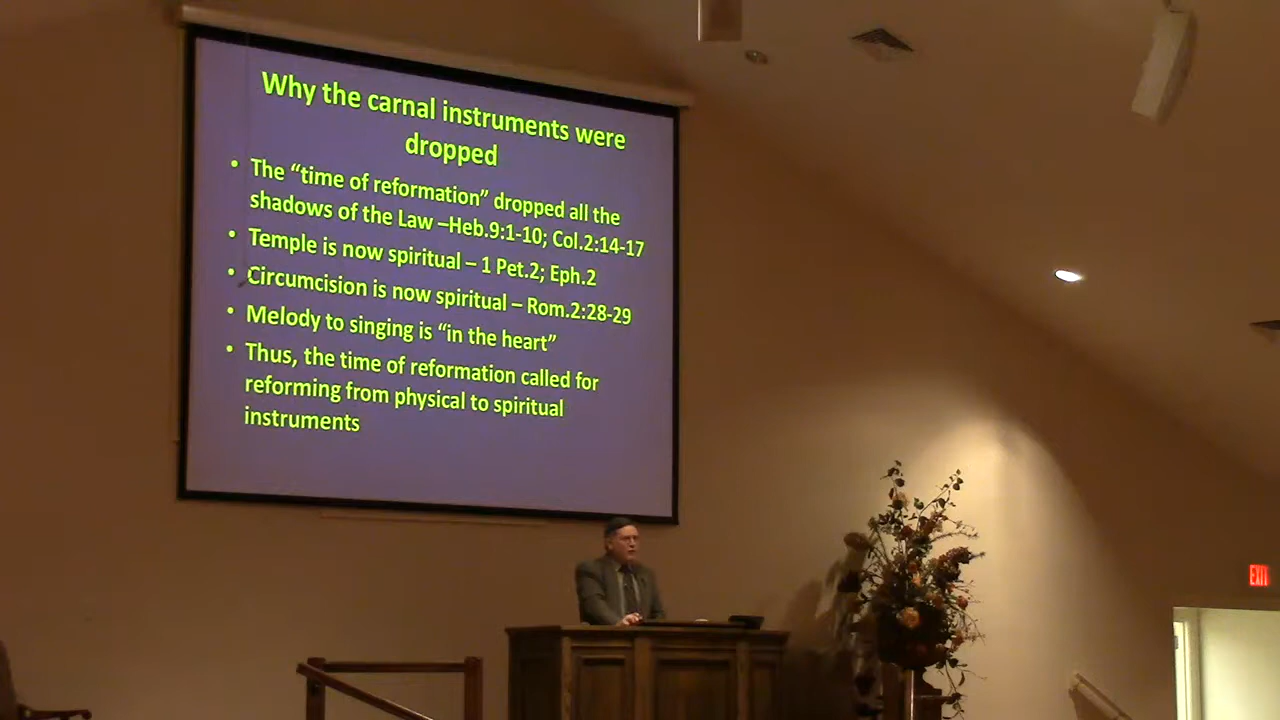 Why the carnal instruments were
dropped
• The “time of reformation” dropped all the
shadows of the Law –Heb.9:1-10; Col.2:14-17
• Temple is now spiritual – 1 Pet.2; Eph.2
• Circumcision is now spiritual – Rom.2:28-29
• Melody to singing is “in the heart”
• Thus, the time of reformation called for
reforming from physical to spiritual
instruments
EXIT